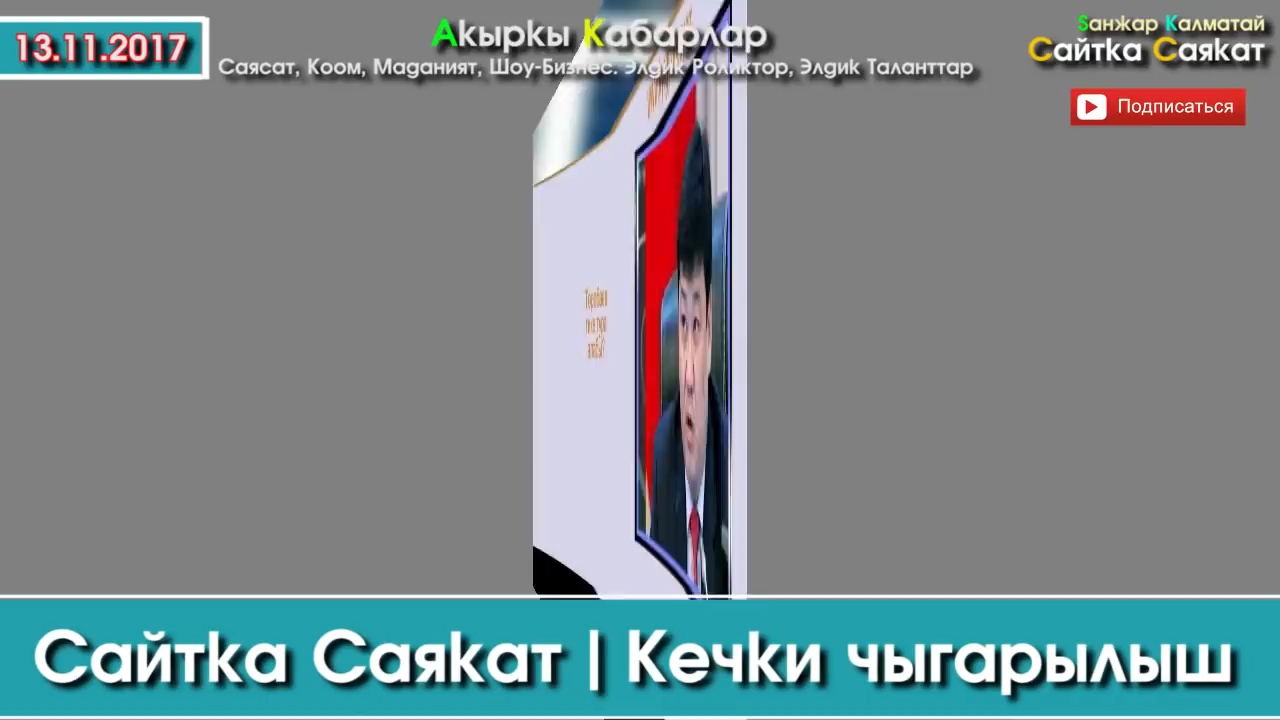 13.11.2017
Акыркы Кабарлар
Саясат, Коом, Маданият, Шоу-Бизнес. Элдик Роликтор, Элдик Таланттар
Sанжар Калматай
Сайтка Саякат
Подписаться
Сайтка Саякат | Кечки чыгарылыш